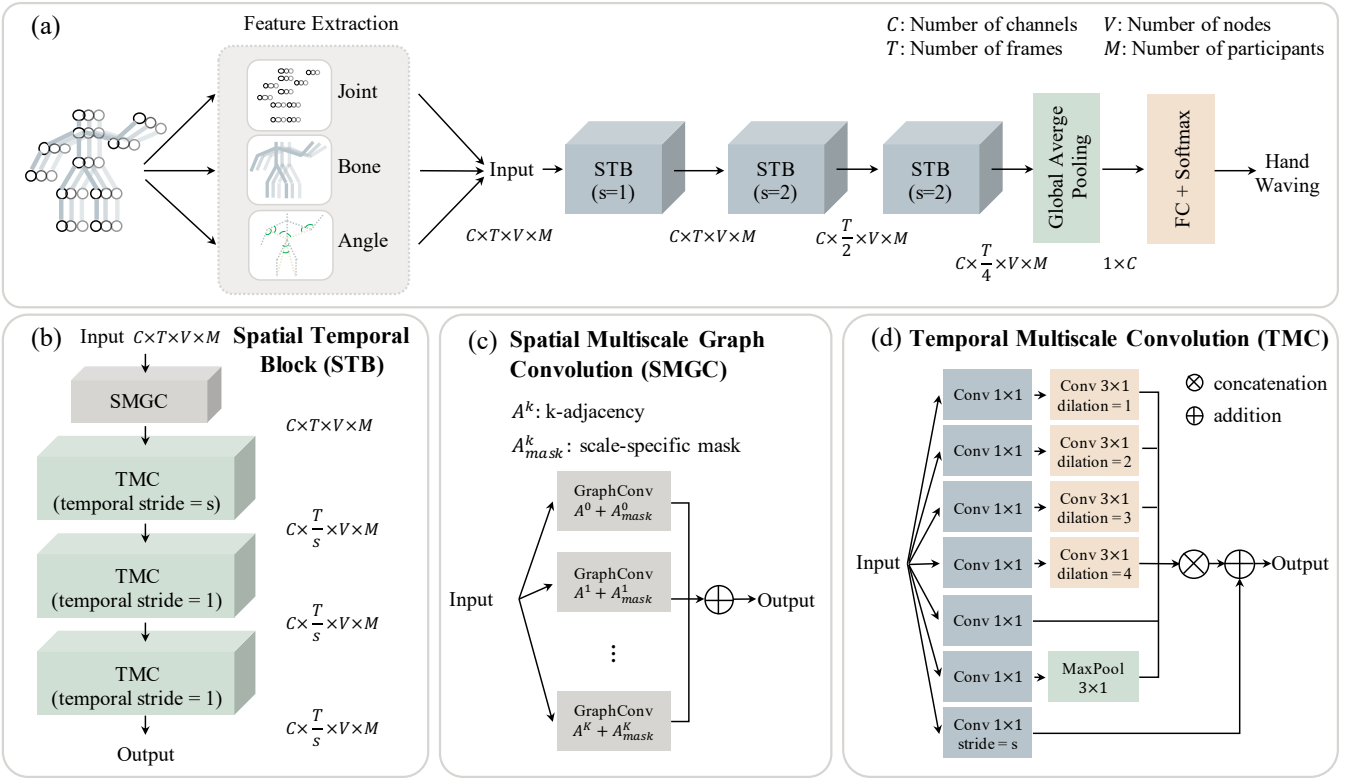 (a)
Feature Extraction
C: Number of channels
V: Number of nodes
T: Number of frames
M: Number of participants
Joint
Bone
Angle
Input
STB
(s=1)
STB
(s=2)
STB
(s=2)
Global Averge
Pooling
FC + Softmax
Hand
Waving
C×T×V×M
C×T×V×M
C×T/2×V×M
C×T/4×V×M
1×C
(b)
Input C×T×V×M
Spatial Temporal
Block (STB)
SMGC
C×T×V×M
TMC
(temporal stride = s)
C×T/s×V×M
TMC
(temporal stride = 1)
C×T/s×V×M
TMC
(temporal stride = 1)
C×T/s×V×M
Output
(c)
Spatial Multiscale Graph
Convolution (SMGC)
A^k: k-adjacency
A^k_mask: scale-specific mask
Input
GraphConv
A^0 + A^0_mask
GraphConv
A^1 + A^1_mask
⋮
GraphConv
A^K + A^K_mask
Output
(d)
Temporal Multiscale Convolution (TMC)
⊗ concatenation
⊕ addition
Input
Conv 1×1
Conv 3×1
dilation = 1
Conv 1×1
Conv 3×1
dilation = 2
Conv 1×1
Conv 3×1
dilation = 3
Conv 1×1
Conv 3×1
dilation = 4
Conv 1×1
Conv 1×1
MaxPool
3×1
Conv 1×1
stride = s
Output